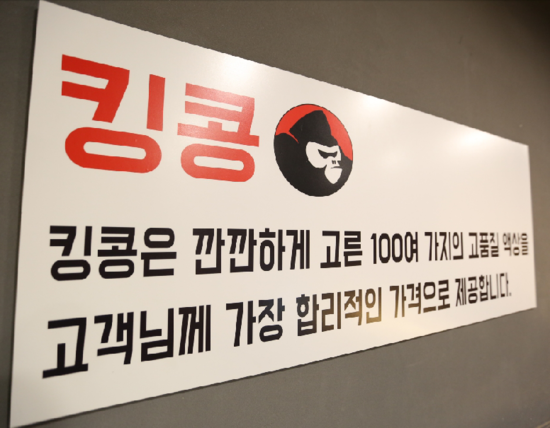 킹콩
킹콩은 깐깐하게 고른 100여 가지의 고품질 액상을
고객님께 가장 합리적인 가격으로 제공합니다.